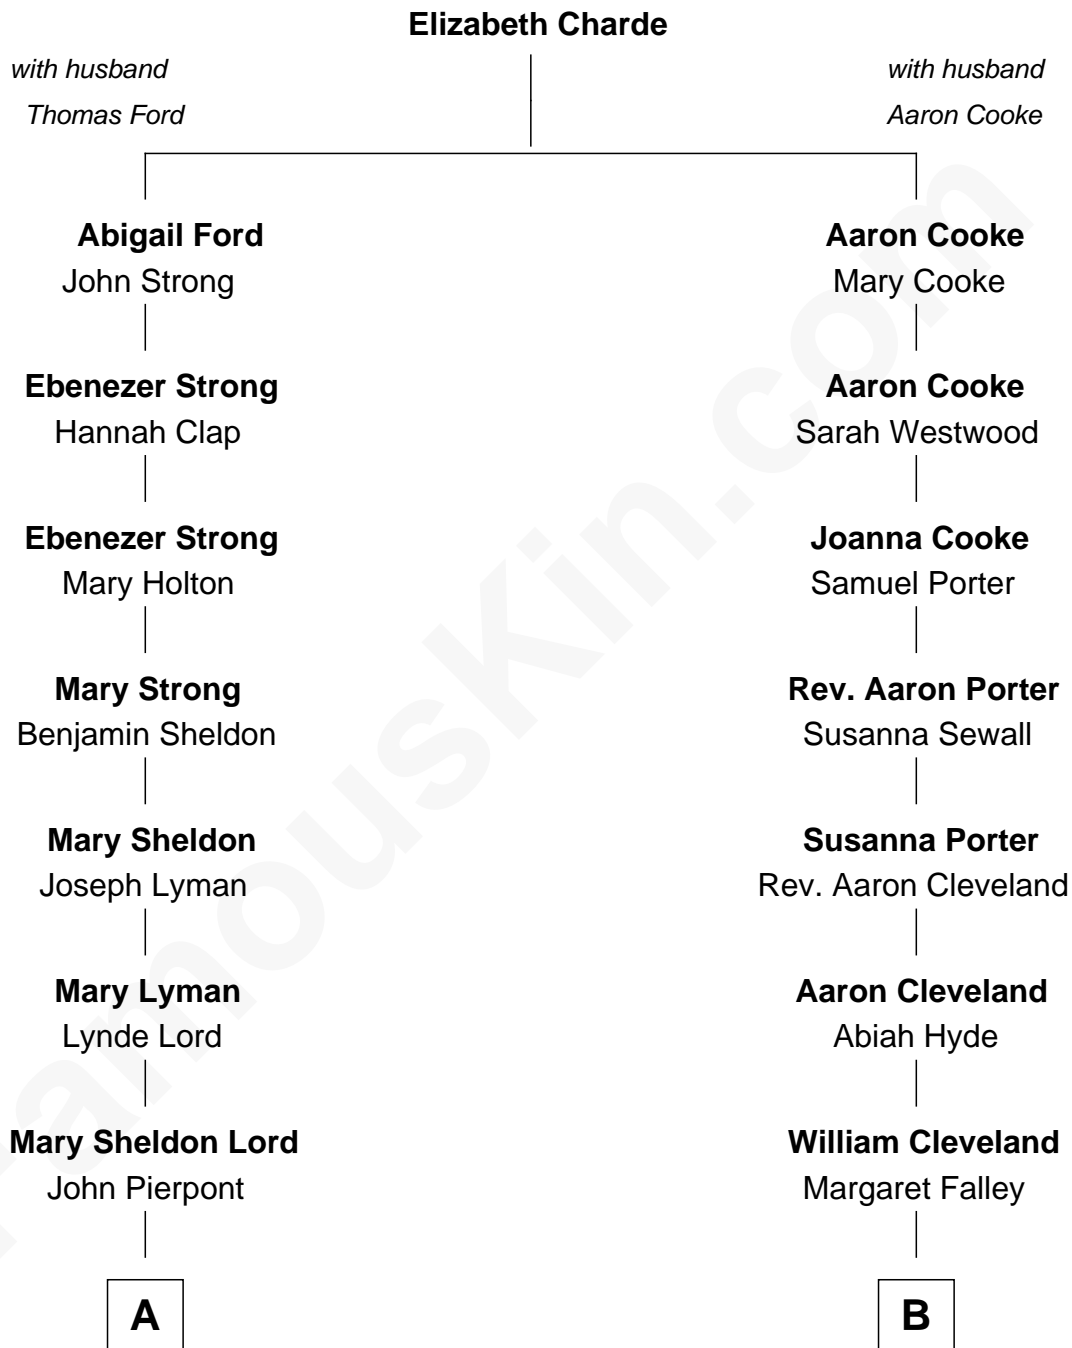 Elizabeth Charde
with husband
Thomas Ford
with husband
Aaron Cooke
Abigail Ford
John Strong
Aaron Cooke
Mary Cooke
Ebenezer Strong
Hannah Clap
Aaron Cooke
Sarah Westwood
Ebenezer Strong
Mary Holton
Joanna Cooke
Samuel Porter
Mary Strong
Benjamin Sheldon
Rev. Aaron Porter
Susanna Sewall
Mary Sheldon
Joseph Lyman
Susanna Porter
Rev. Aaron Cleveland
Mary Lyman
Lynde Lord
Aaron Cleveland
Abiah Hyde
Mary Sheldon Lord
John Pierpont
William Cleveland
Margaret Falley
A
B
FamousKin.com